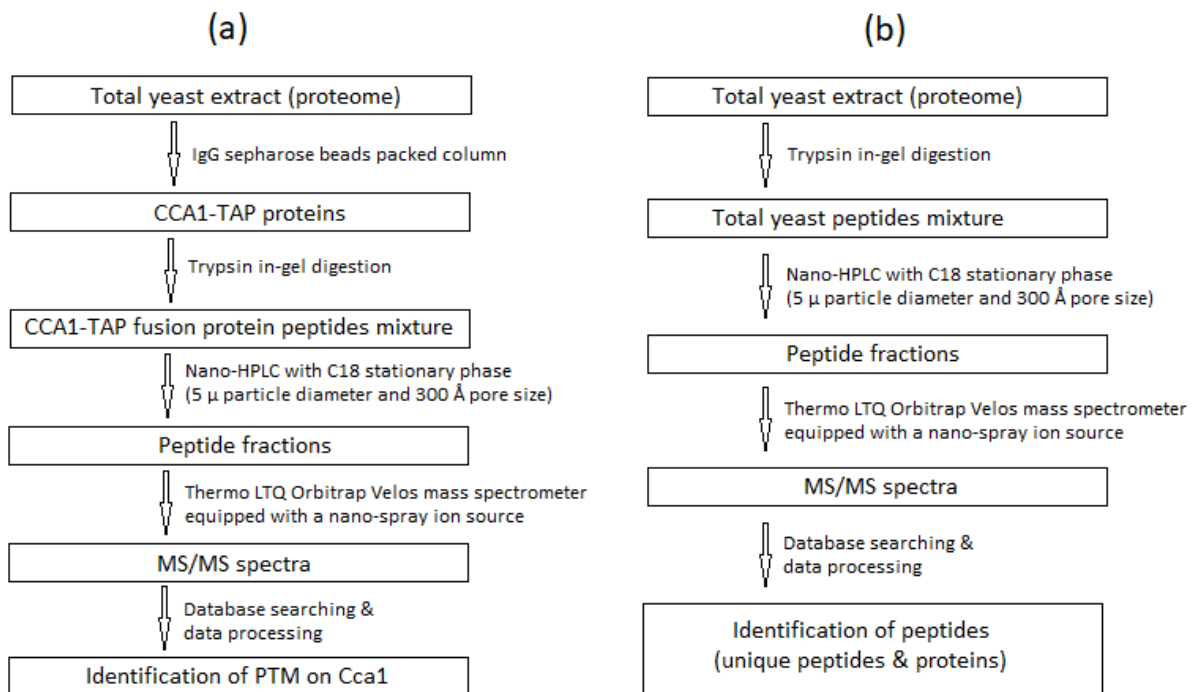 (a)
Total yeast extract (proteome)
IgG sepharose beads packed column
CCA1-TAP proteins
Trypsin in-gel digestion
CCA1-TAP fusion protein peptides mixture
Nano-HPLC with C18 stationary phase
(5 µ particle diameter and 300 Å pore size)
Peptide fractions
Thermo LTQ Orbitrap Velos mass spectrometer
equipped with a nano-spray ion source
MS/MS spectra
Database searching &
data processing
Identification of PTM on Cca1
(b)
Total yeast extract (proteome)
Trypsin in-gel digestion
Total yeast peptides mixture
Nano-HPLC with C18 stationary phase
(5 µ particle diameter and 300 Å pore size)
Peptide fractions
Thermo LTQ Orbitrap Velos mass spectrometer
equipped with a nano-spray ion source
MS/MS spectra
Database searching &
data processing
Identification of peptides
(unique peptides & proteins)